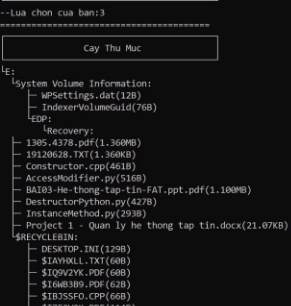 --Lua chon cua ban:3
========================================
Cay Thu Muc
└E:
└System Volume Information:
├─ WPSettings.dat(12B)
├─ IndexerVolumeGuid(76B)
└EDP:
└Recovery:
├─ 1305.4378.pdf(1.360MB)
├─ 19120628.TXT(1.360KB)
├─ Constructor.cpp(461B)
├─ AccessModifier.py(516B)
├─ BAI03-He-thong-tap-tin-FAT.ppt.pdf(1.100MB)
├─ DestructorPython.py(427B)
├─ InstanceMethod.py(293B)
├─ Project 1 - Quan ly he thong tap tin.docx(21.07KB)
└$RECYCLEBIN:
├─ DESKTOP.INI(129B)
├─ $IAYHXLL.TXT(60B)
├─ $IQ9V2YK.PDF(60B)
├─ $I6WB3B9.PDF(62B)
├─ $IBJSSFO.CPP(66B)